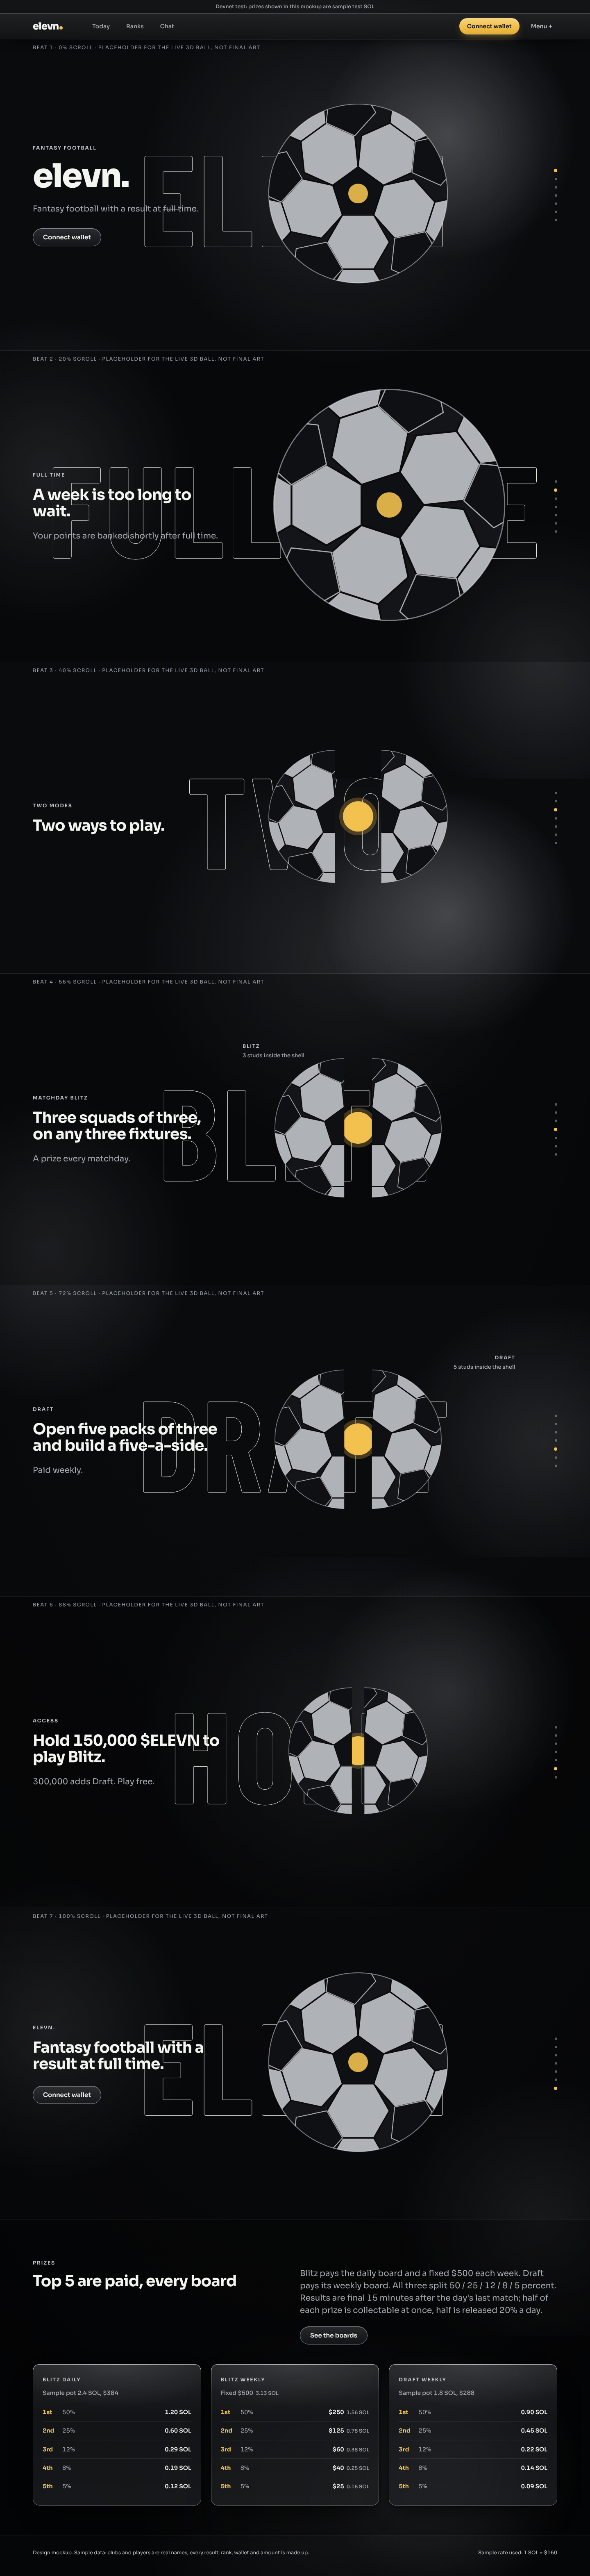 Devnet test: prizes shown in this mockup are sample test SOL
elevn. Today Ranks Chat Connect wallet Menu +
BEAT 1 · 0% SCROLL · PLACEHOLDER FOR THE LIVE 3D BALL, NOT FINAL ART
FANTASY FOOTBALL
elevn.
Fantasy football with a result at full time.
Connect wallet
BEAT 2 · 20% SCROLL · PLACEHOLDER FOR THE LIVE 3D BALL, NOT FINAL ART
FULL TIME
A week is too long to
wait.
Your points are banked shortly after full time.
FULL E
BEAT 3 · 40% SCROLL · PLACEHOLDER FOR THE LIVE 3D BALL, NOT FINAL ART
TWO MODES
Two ways to play.
TWO
BEAT 4 · 56% SCROLL · PLACEHOLDER FOR THE LIVE 3D BALL, NOT FINAL ART
BLITZ
3 studs inside the shell
MATCHDAY BLITZ
Three squads of three,
on any three fixtures.
A prize every matchday.
BEAT 5 · 72% SCROLL · PLACEHOLDER FOR THE LIVE 3D BALL, NOT FINAL ART
DRAFT
5 studs inside the shell
DRAFT
Open five packs of three
and build a five-a-side.
Paid weekly.
BEAT 6 · 88% SCROLL · PLACEHOLDER FOR THE LIVE 3D BALL, NOT FINAL ART
ACCESS
Hold 150,000 $ELEVN to
play Blitz.
300,000 adds Draft. Play free.
BEAT 7 · 100% SCROLL · PLACEHOLDER FOR THE LIVE 3D BALL, NOT FINAL ART
ELEVN.
Fantasy football with a
result at full time.
Connect wallet
PRIZES
Top 5 are paid, every board
Blitz pays the daily board and a fixed $500 each week. Draft
pays its weekly board. All three split 50 / 25 / 12 / 8 / 5 percent.
Results are final 15 minutes after the day's last match; half of
each prize is collectable at once, half is released 20% a day.
See the boards
BLITZ DAILY
Sample pot 2.4 SOL, $384
1st 50% 1.20 SOL
2nd 25% 0.60 SOL
3rd 12% 0.29 SOL
4th 8% 0.19 SOL
5th 5% 0.12 SOL
BLITZ WEEKLY
Fixed $500 3.13 SOL
1st 50% $250 1.56 SOL
2nd 25% $125 0.78 SOL
3rd 12% $60 0.38 SOL
4th 8% $40 0.25 SOL
5th 5% $25 0.16 SOL
DRAFT WEEKLY
Sample pot 1.8 SOL, $288
1st 50% 0.90 SOL
2nd 25% 0.45 SOL
3rd 12% 0.22 SOL
4th 8% 0.14 SOL
5th 5% 0.09 SOL
Design mockup. Sample data: clubs and players are real names, every result, rank, wallet and amount is made up.
Sample rate used: 1 SOL = $160